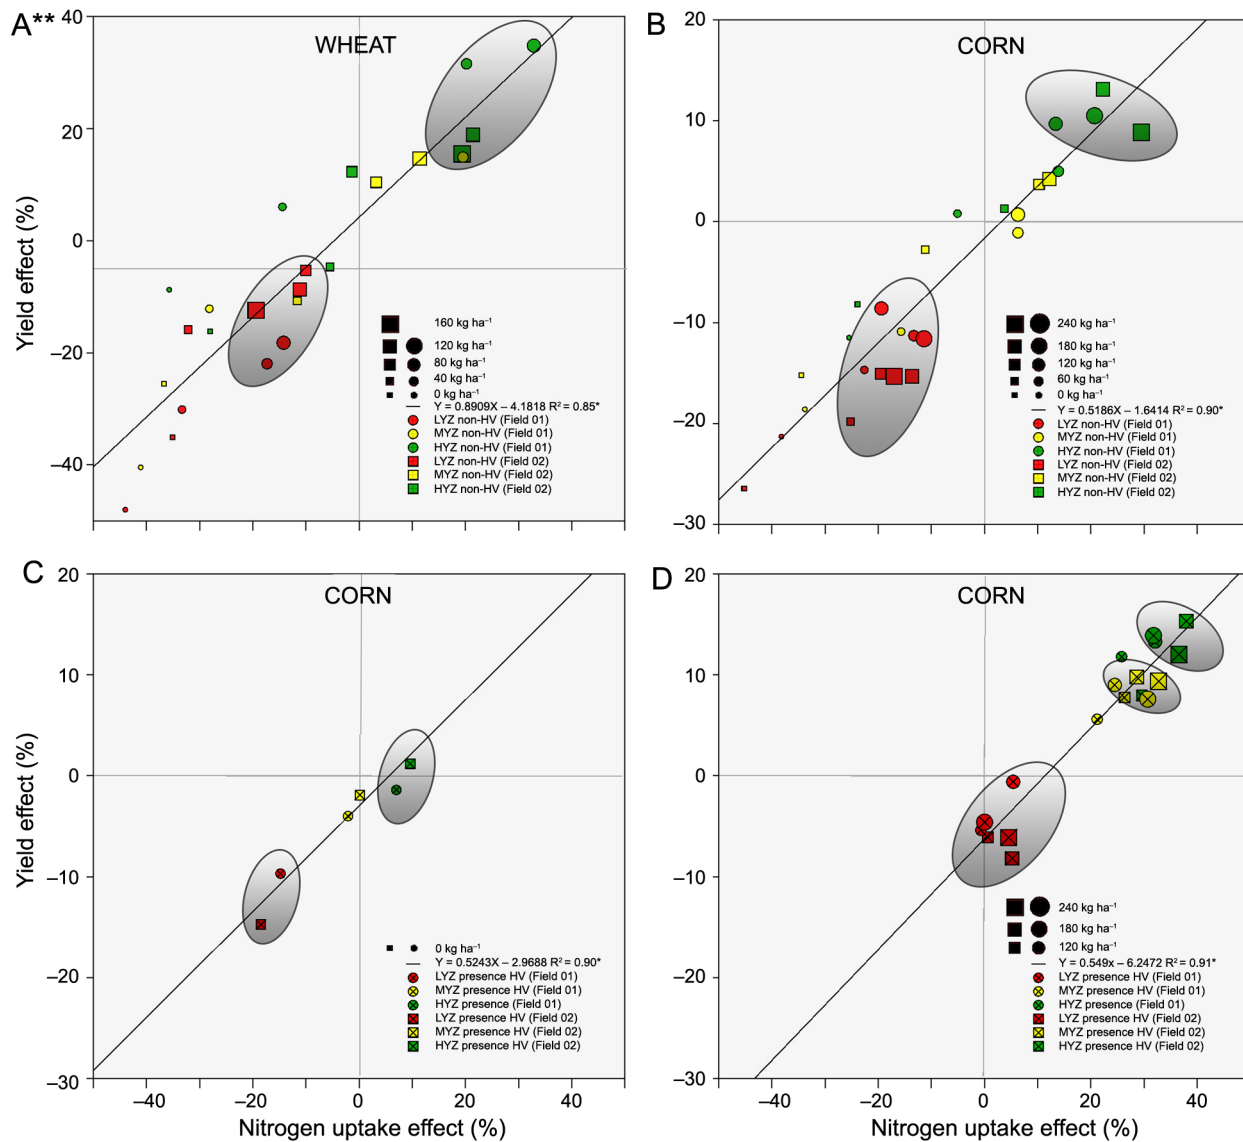 A**
WHEAT
Yield effect (%)
40
20
0
−20
−40
160 kg ha⁻¹
120 kg ha⁻¹
80 kg ha⁻¹
40 kg ha⁻¹
0 kg ha⁻¹
Y = 0.8909X − 4.1818 R² = 0.85*
LYZ non-HV (Field 01)
MYZ non-HV (Field 01)
HYZ non-HV (Field 01)
LYZ non-HV (Field 02)
MYZ non-HV (Field 02)
HYZ non-HV (Field 02)
B
CORN
20
10
0
−10
−20
−30
240 kg ha⁻¹
180 kg ha⁻¹
120 kg ha⁻¹
60 kg ha⁻¹
0 kg ha⁻¹
Y = 0.5186X − 1.6414 R² = 0.90*
LYZ non-HV (Field 01)
MYZ non-HV (Field 01)
HYZ non-HV (Field 01)
LYZ non-HV (Field 02)
MYZ non-HV (Field 02)
HYZ non-HV (Field 02)
C
CORN
Yield effect (%)
20
10
0
−10
−20
−30
0 kg ha⁻¹
Y = 0.5243X − 2.9688 R² = 0.90*
LYZ presence HV (Field 01)
MYZ presence HV (Field 01)
HYZ presence (Field 01)
LYZ presence HV (Field 02)
MYZ presence HV (Field 02)
HYZ presence HV (Field 02)
−40
−20
0
20
40
Nitrogen uptake effect (%)
D
CORN
20
10
0
−10
−20
−30
240 kg ha⁻¹
180 kg ha⁻¹
120 kg ha⁻¹
Y = 0.549X − 6.2472 R² = 0.91*
LYZ presence HV (Field 01)
MYZ presence HV (Field 01)
HYZ presence (Field 01)
LYZ presence HV (Field 02)
MYZ presence HV (Field 02)
HYZ presence HV (Field 02)
−40
−20
0
20
40
Nitrogen uptake effect (%)